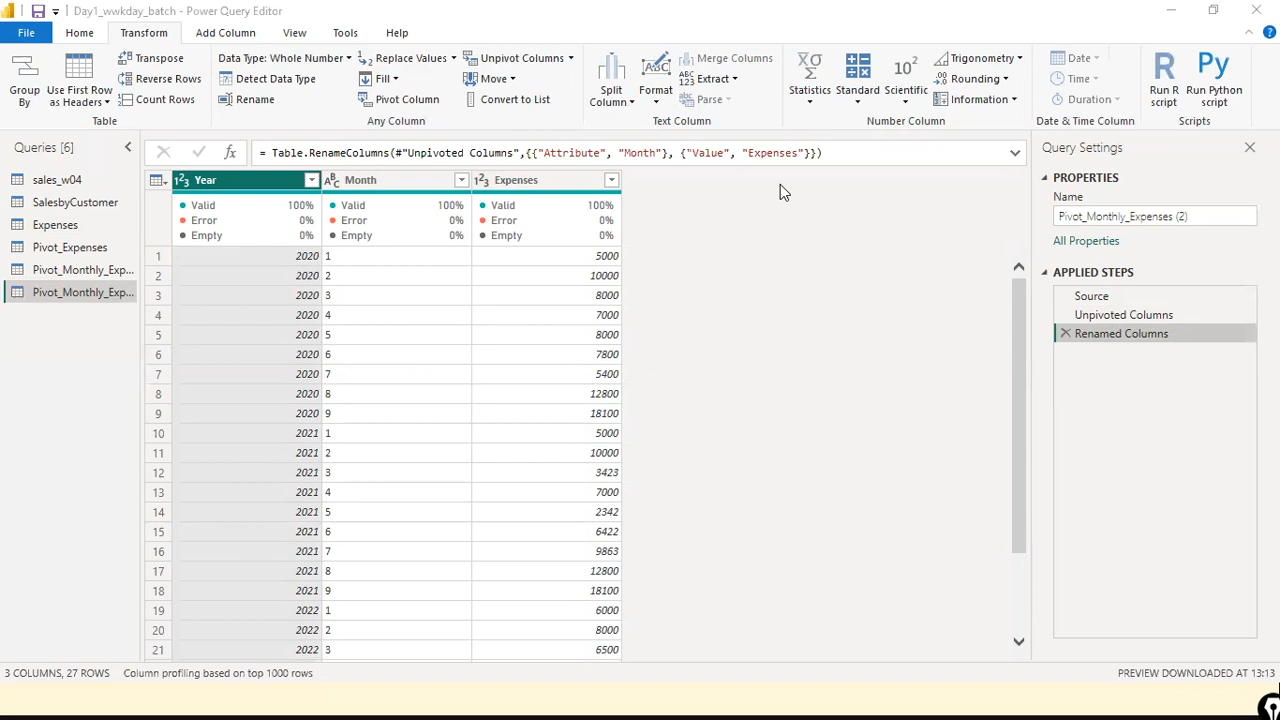 Day1_wwkday_batch - Power Query Editor
File Home Transform Add Column View Tools Help
Group By
Use First Row as Headers
Transpose
Reverse Rows
Count Rows
Table
Data Type: Whole Number
Detect Data Type
Rename
Replace Values
Fill
Pivot Column
Unpivot Columns
Move
Convert to List
Any Column
Split Column
Format
Merge Columns
Extract
Parse
Text Column
Statistics
Standard
Scientific
Trigonometry
Rounding
Information
Number Column
Date
Time
Duration
Date & Time Column
Run R script
Run Python script
Scripts
Queries [6]
sales_w04
SalesbyCustomer
Expenses
Pivot_Expenses
Pivot_Monthly_Exp...
Pivot_Monthly_Exp...
= Table.RenameColumns(#"Unpivoted Columns",{{"Attribute", "Month"}, {"Value", "Expenses"}})
Year Month Expenses
Valid 100% Valid 100% Valid 100%
Error 0% Error 0% Error 0%
Empty 0% Empty 0% Empty 0%
1 2020 1 5000
2 2020 2 10000
3 2020 3 8000
4 2020 4 7000
5 2020 5 8000
6 2020 6 7800
7 2020 7 5400
8 2020 8 12800
9 2020 9 18100
10 2021 1 5000
11 2021 2 10000
12 2021 3 3423
13 2021 4 7000
14 2021 5 2342
15 2021 6 6422
16 2021 7 9863
17 2021 8 12800
18 2021 9 18100
19 2022 1 6000
20 2022 2 8000
21 2022 3 6500
Query Settings
PROPERTIES
Name
Pivot_Monthly_Expenses (2)
All Properties
APPLIED STEPS
Source
Unpivoted Columns
Renamed Columns
3 COLUMNS, 27 ROWS Column profiling based on top 1000 rows
PREVIEW DOWNLOADED AT 13:13